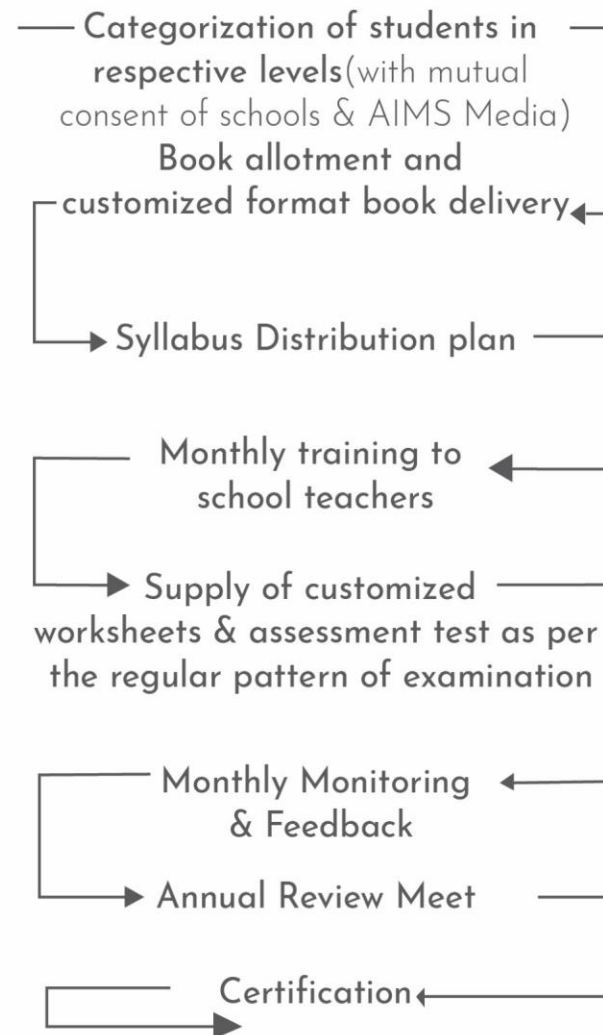 Categorization of students in
respective levels(with mutual
consent of schools & AIMS Media)
Book allotment and
customized format book delivery
Syllabus Distribution plan
Monthly training to
school teachers
Supply of customized
worksheets & assessment test as per
the regular pattern of examination
Monthly Monitoring
& Feedback
Annual Review Meet
Certification